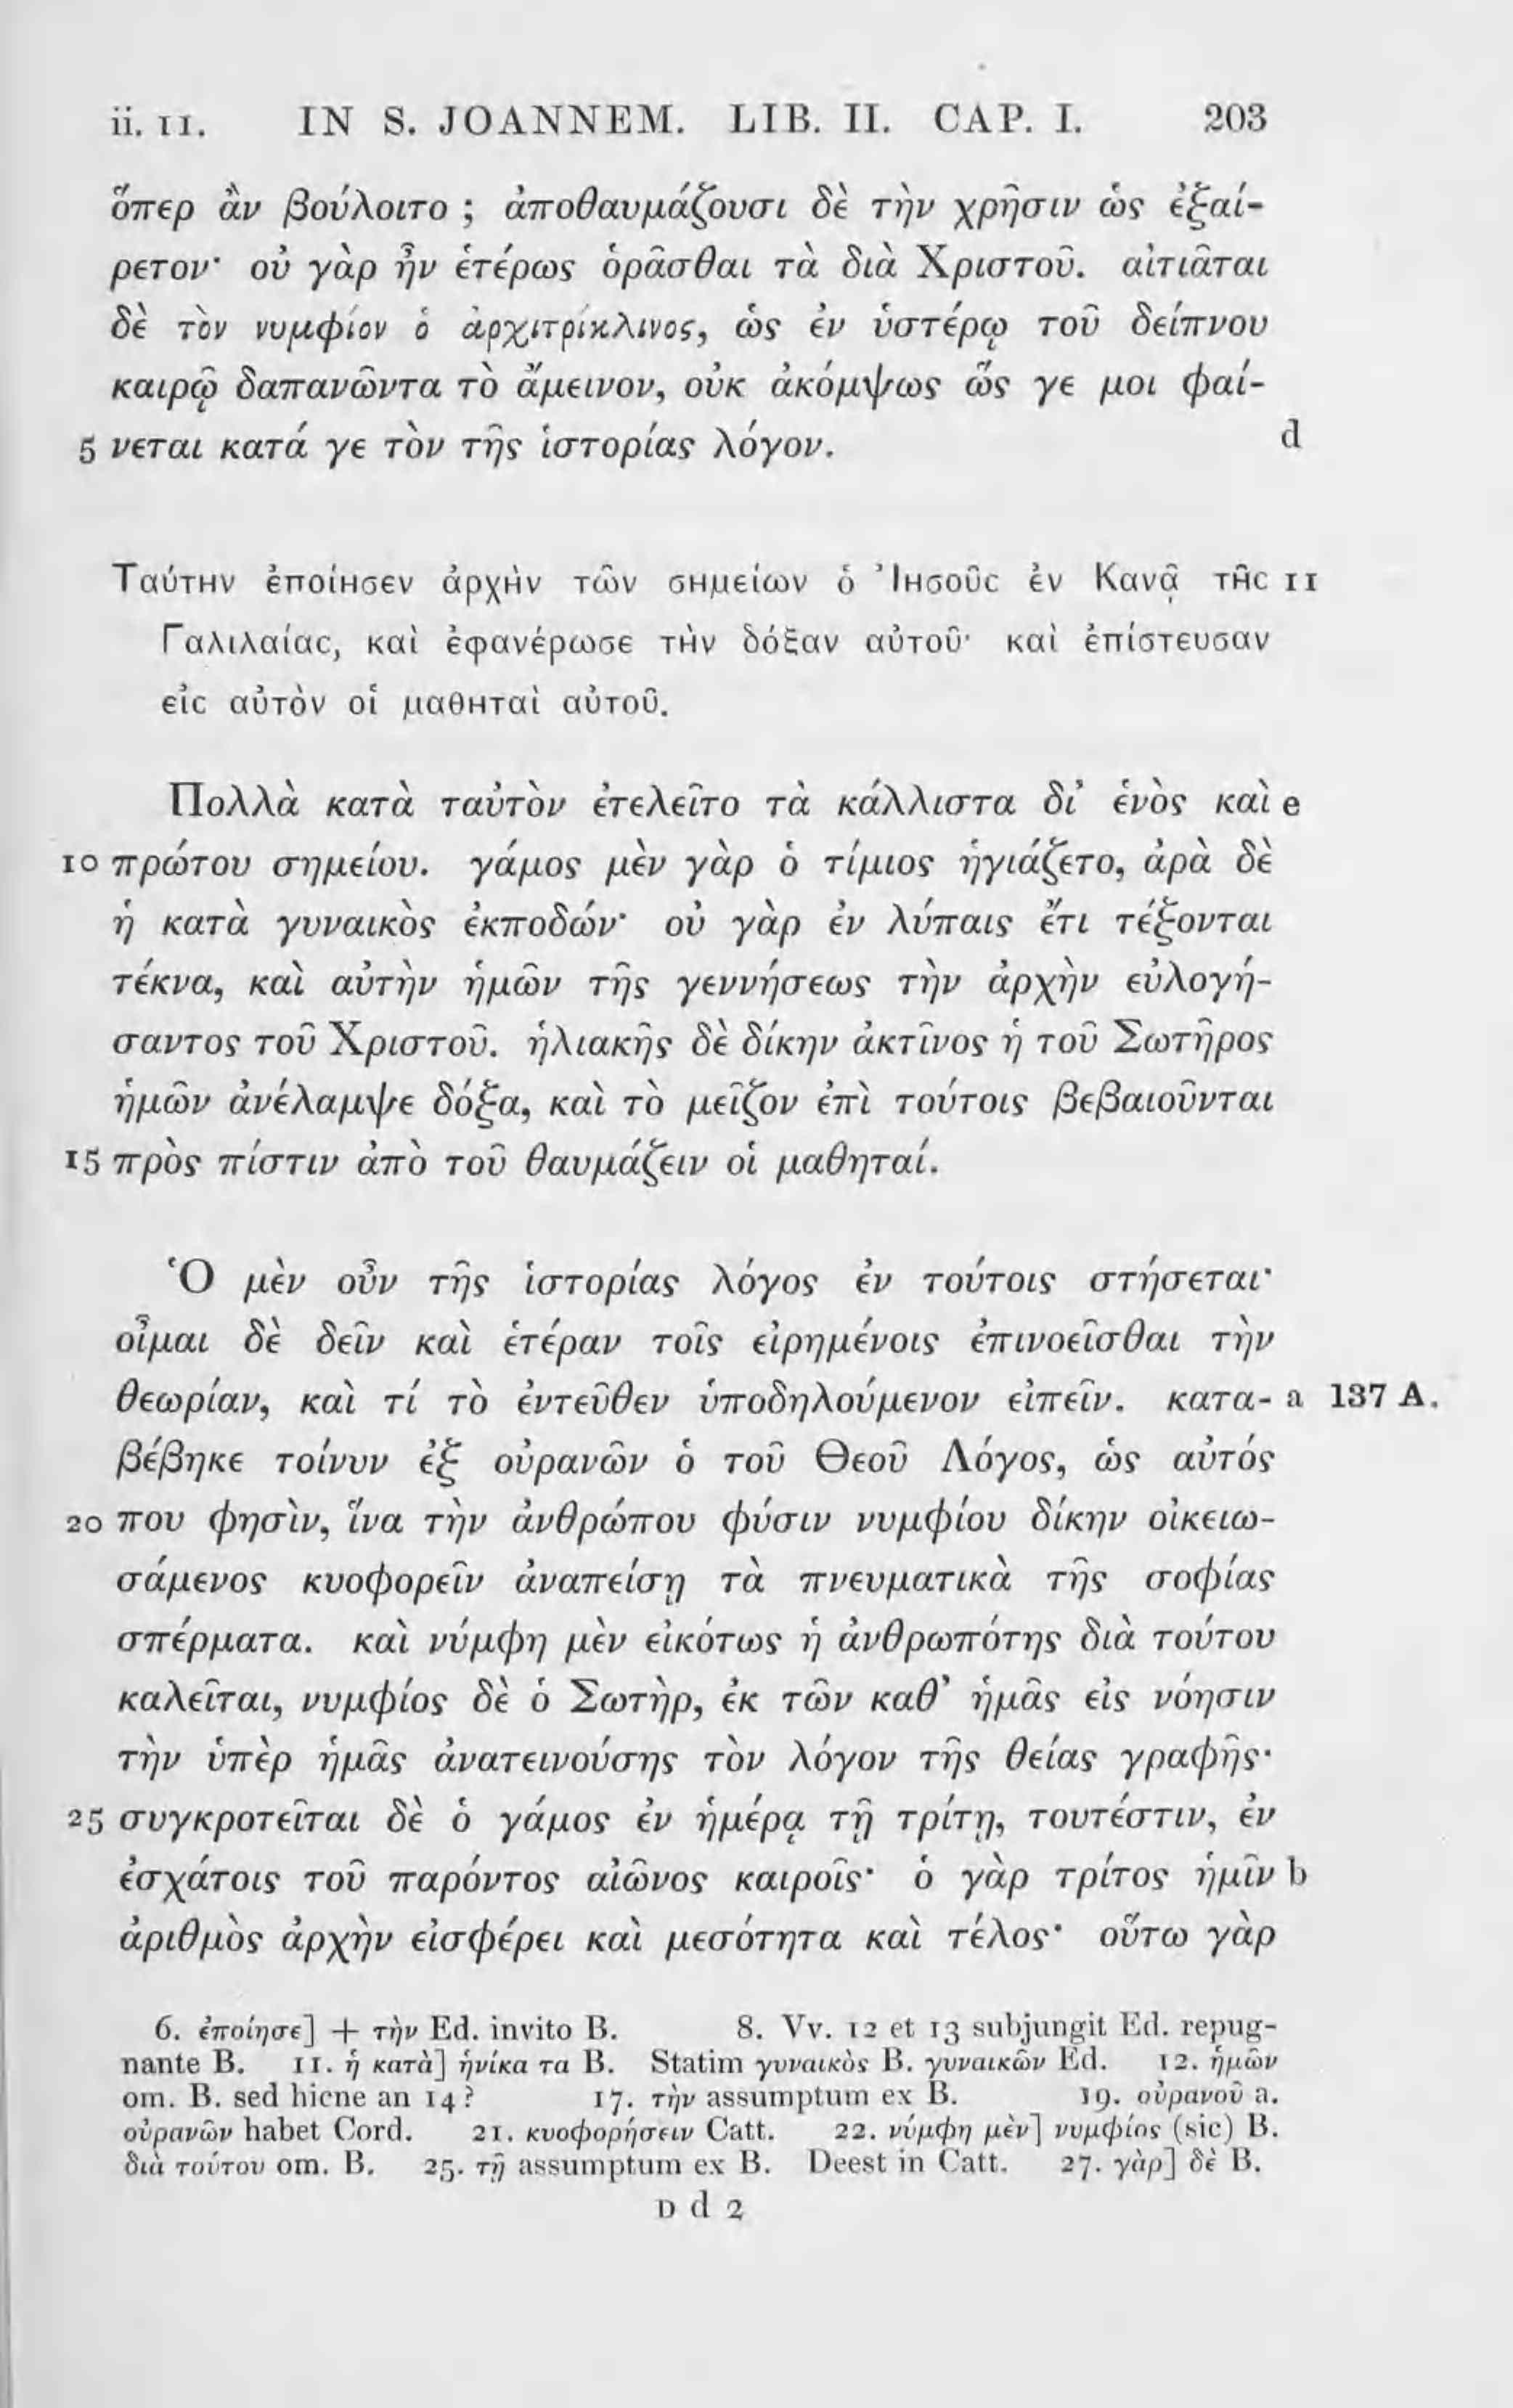 ii. 11. IN S. JOANNEM. LIB. II. CAP. I. 203
ὅπερ ἂν βούλοιτο ; ἀποθαυμάζουσι δὲ τὴν χρῆσιν ὡς ἐξαί-
ρετον· οὐ γὰρ ἦν ἑτέρως ὁρᾶσθαι τὰ διὰ Χριστοῦ. αἰτιᾶται
δὲ τὸν νυμφίον ὁ ἀρχιτρίκλινος, ὡς ἐν ὑστέρῳ τοῦ δείπνου
καιρῷ δαπανῶντα τὸ ἄμεινον, οὐκ ἀκόμψως ὥς γε μοι φαί-
5 νεται κατά γε τὸν τῆς ἱστορίας λόγον. d
Ταύτην ἐποίησεν ἀρχὴν τῶν σημείων ὁ Ἰησοῦς ἐν Κανᾷ τῆς 11
Γαλιλαίας, καὶ ἐφανέρωσε τὴν δόξαν αὐτοῦ· καὶ ἐπίστευσαν
εἰς αὐτὸν οἱ μαθηταὶ αὐτοῦ.
Πολλὰ κατὰ ταὐτὸν ἐτελεῖτο τὰ κάλλιστα δι’ ἑνὸς καὶ e
10 πρώτου σημείου. γάμος μὲν γὰρ ὁ τίμιος ἡγιάζετο, ἀρὰ δὲ
ἡ κατὰ γυναικὸς ἐκποδών· οὐ γὰρ ἐν λύπαις ἔτι τέξονται
τέκνα, καὶ αὐτὴν ἡμῶν τῆς γεννήσεως τὴν ἀρχὴν εὐλογή-
σαντος τοῦ Χριστοῦ. ἡλιακῆς δὲ δίκην ἀκτῖνος ἡ τοῦ Σωτῆρος
ἡμῶν ἀνέλαμψε δόξα, καὶ τὸ μεῖζον ἐπὶ τούτοις βεβαιοῦνται
15 πρὸς πίστιν ἀπὸ τοῦ θαυμάζειν οἱ μαθηταί.
Ὁ μὲν οὖν τῆς ἱστορίας λόγος ἐν τούτοις στήσεται·
οἶμαι δὲ δεῖν καὶ ἑτέραν τοῖς εἰρημένοις ἐπινοεῖσθαι τὴν
θεωρίαν, καὶ τί τὸ ἐντεῦθεν ὑποδηλούμενον εἰπεῖν. κατα- a 137 A.
βέβηκε τοίνυν ἐξ οὐρανῶν ὁ τοῦ Θεοῦ Λόγος, ὡς αὐτός
20 που φησὶν, ἵνα τὴν ἀνθρώπου φύσιν νυμφίου δίκην οἰκειω-
σάμενος κυοφορεῖν ἀναπείσῃ τὰ πνευματικὰ τῆς σοφίας
σπέρματα. καὶ νύμφη μὲν εἰκότως ἡ ἀνθρωπότης διὰ τούτου
καλεῖται, νυμφίος δὲ ὁ Σωτὴρ, ἐκ τῶν καθ’ ἡμᾶς εἰς νόησιν
τὴν ὑπὲρ ἡμᾶς ἀνατεινούσης τὸν λόγον τῆς θείας γραφῆς·
25 συγκροτεῖται δὲ ὁ γάμος ἐν ἡμέρᾳ τῇ τρίτῃ, τουτέστιν, ἐν
ἐσχάτοις τοῦ παρόντος αἰῶνος καιροῖς· ὁ γὰρ τρίτος ἡμῖν b
ἀριθμὸς ἀρχὴν εἰσφέρει καὶ μεσότητα καὶ τέλος· οὕτω γὰρ
6. ἐποίησε] + τὴν Ed. invito B. 8. Vv. 12 et 13 subjungit Ed. repug-
nante B. 11. ἡ κατὰ] ἡνίκα τα B. Statim γυναικὸς B. γυναικῶν Ed. 12. ἡμῶν
om. B. sed hicne an 14? 17. τὴν assumptum ex B. 19. οὐρανοῦ a.
οὐρανῶν habet Cord. 21. κυοφορήσειν Catt. 22. νύμφη μὲν] νυμφίος (sic) B.
διὰ τούτου om. B. 25. τῇ assumptum ex B. Deest in Catt. 27. γὰρ] δὲ B.
D d 2